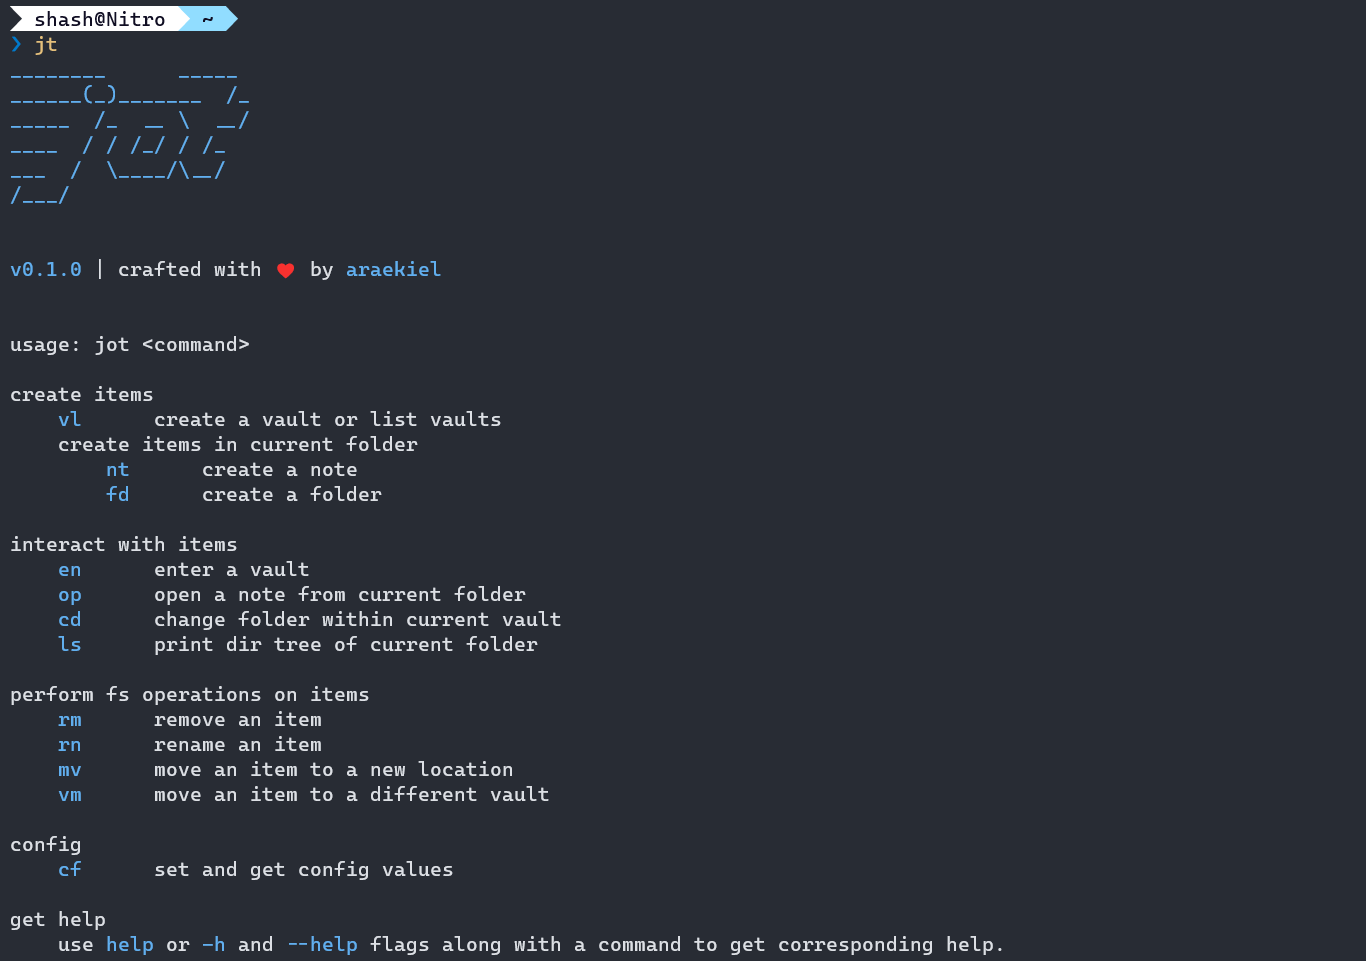 shash@Nitro ~
❯ jt
________      _____
______(_)_______  /_
_____  /_  __ \  __/
____  / / /_/ / /_
___  /  \____/\__/
/___/
v0.1.0 | crafted with ❤ by araekiel
usage: jot <command>
create items
    vl      create a vault or list vaults
    create items in current folder
        nt      create a note
        fd      create a folder
interact with items
    en      enter a vault
    op      open a note from current folder
    cd      change folder within current vault
    ls      print dir tree of current folder
perform fs operations on items
    rm      remove an item
    rn      rename an item
    mv      move an item to a new location
    vm      move an item to a different vault
config
    cf      set and get config values
get help
    use help or -h and --help flags along with a command to get corresponding help.